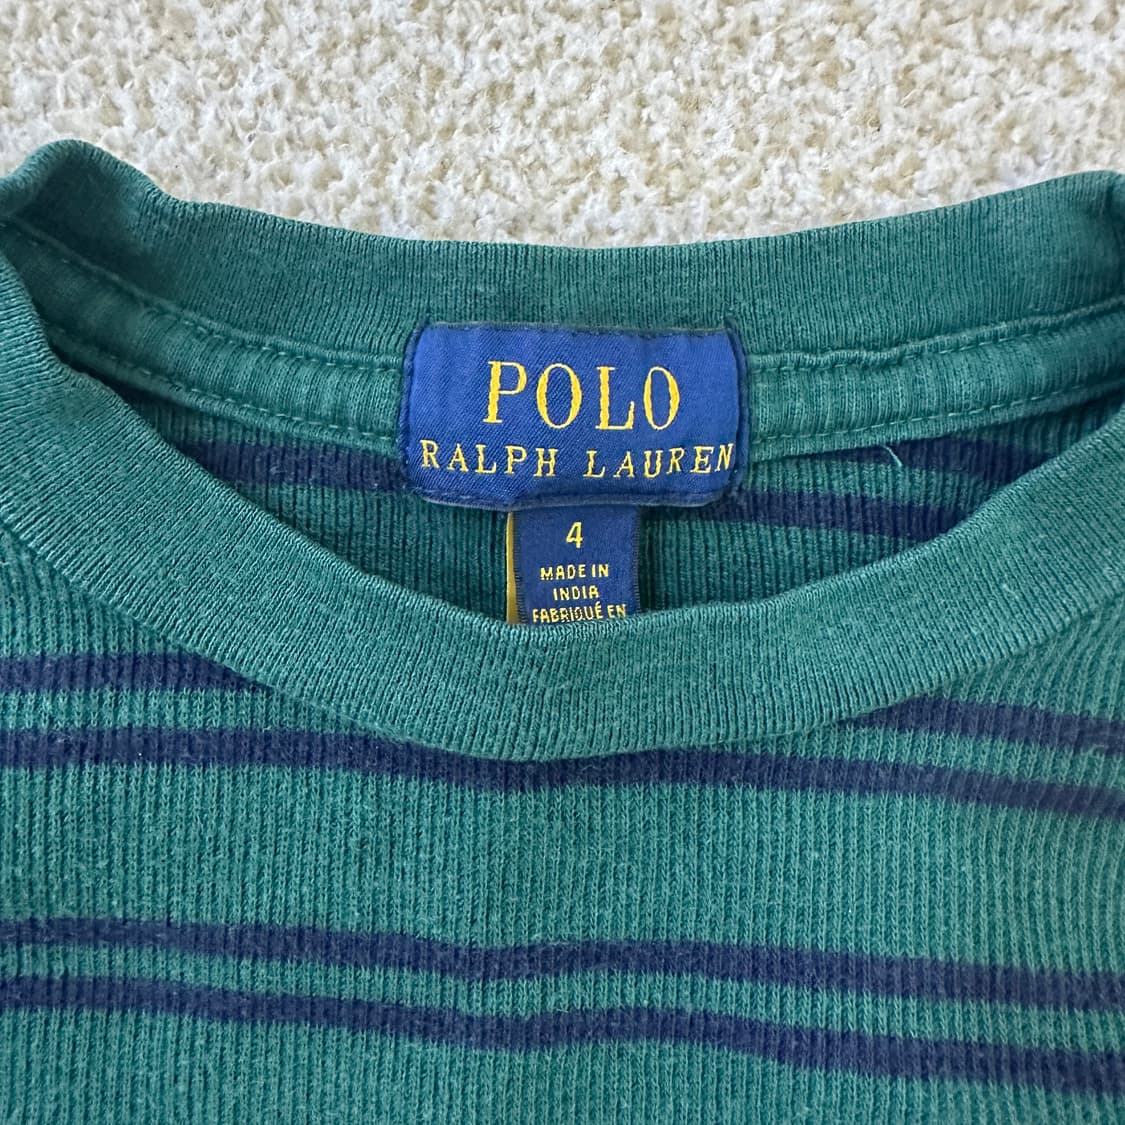 POLO
RALPH LAUREN
4
MADE IN
INDIA
FABRIQUÉ EN